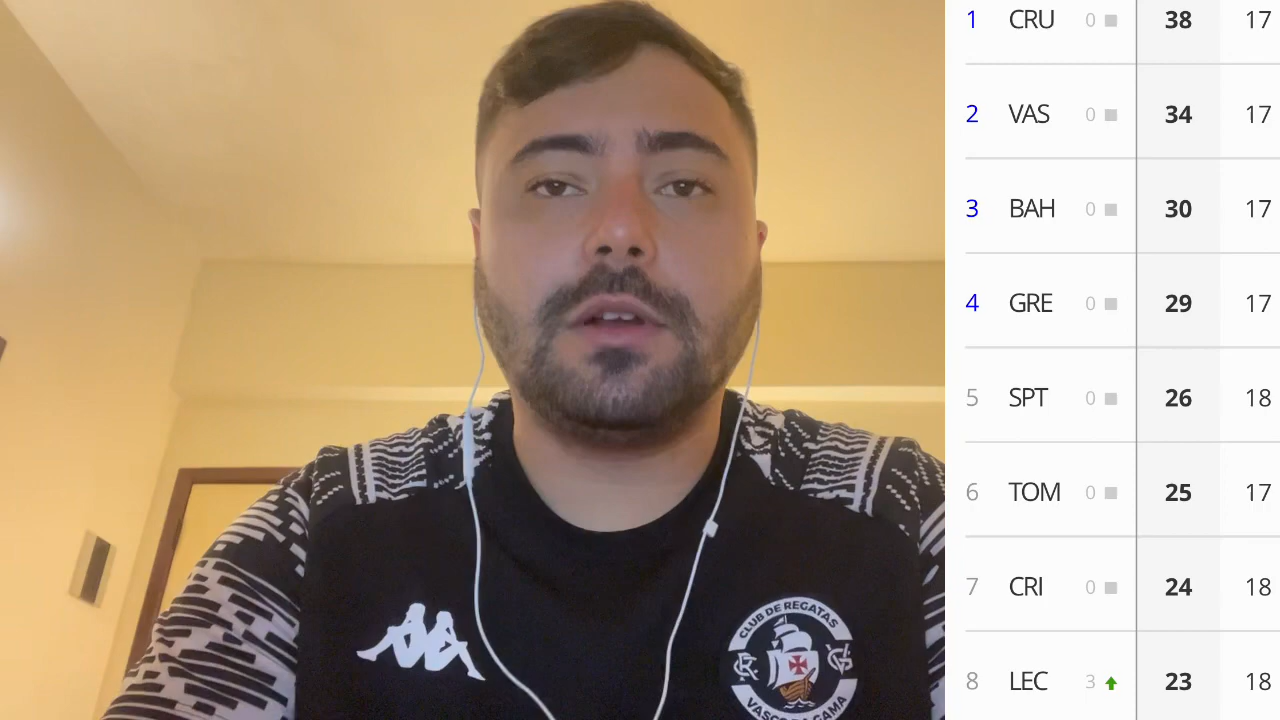 1 CRU 0 38 17
2 VAS 0 34 17
3 BAH 0 30 17
4 GRE 0 29 17
5 SPT 0 26 18
6 TOM 0 25 17
7 CRI 0 24 18
8 LEC 3 23 18
CLUB DE REGATAS
VASCO DA GAMA